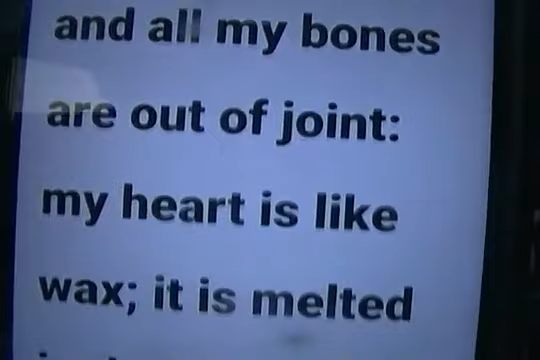 and all my bones
are out of joint:
my heart is like
wax; it is melted